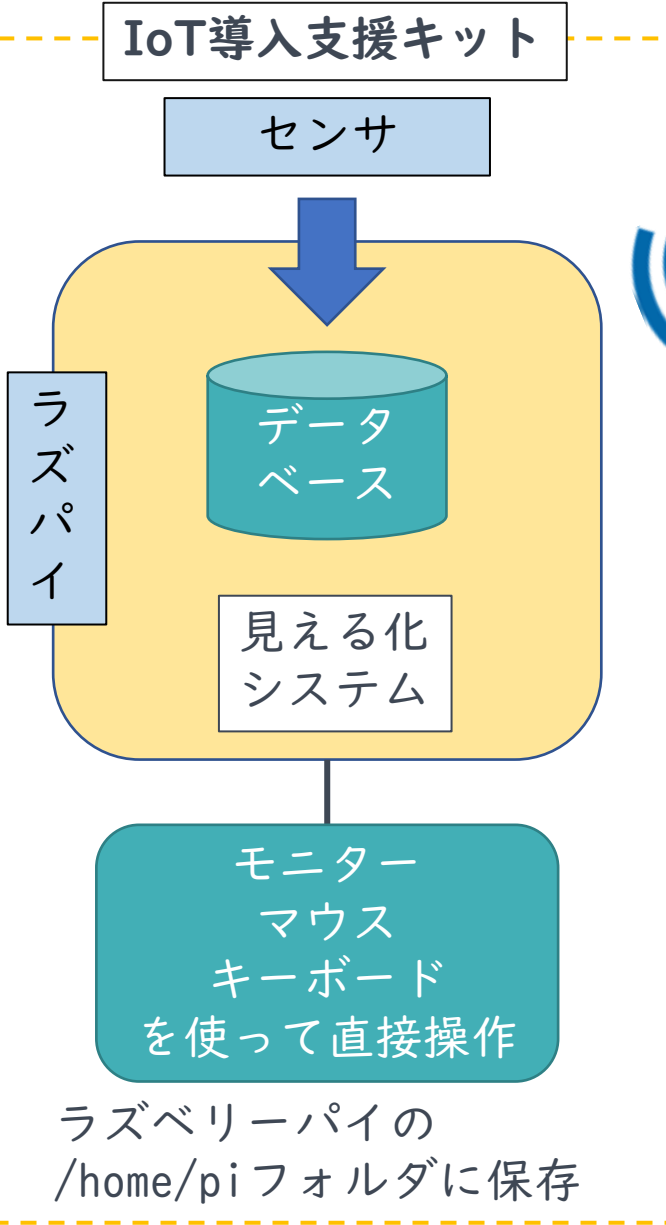 IoT導入支援キット
センサ
ラズパイ
データ
ベース
見える化
システム
モニター
マウス
キーボード
を使って直接操作
ラズベリーパイの
/home/piフォルダに保存